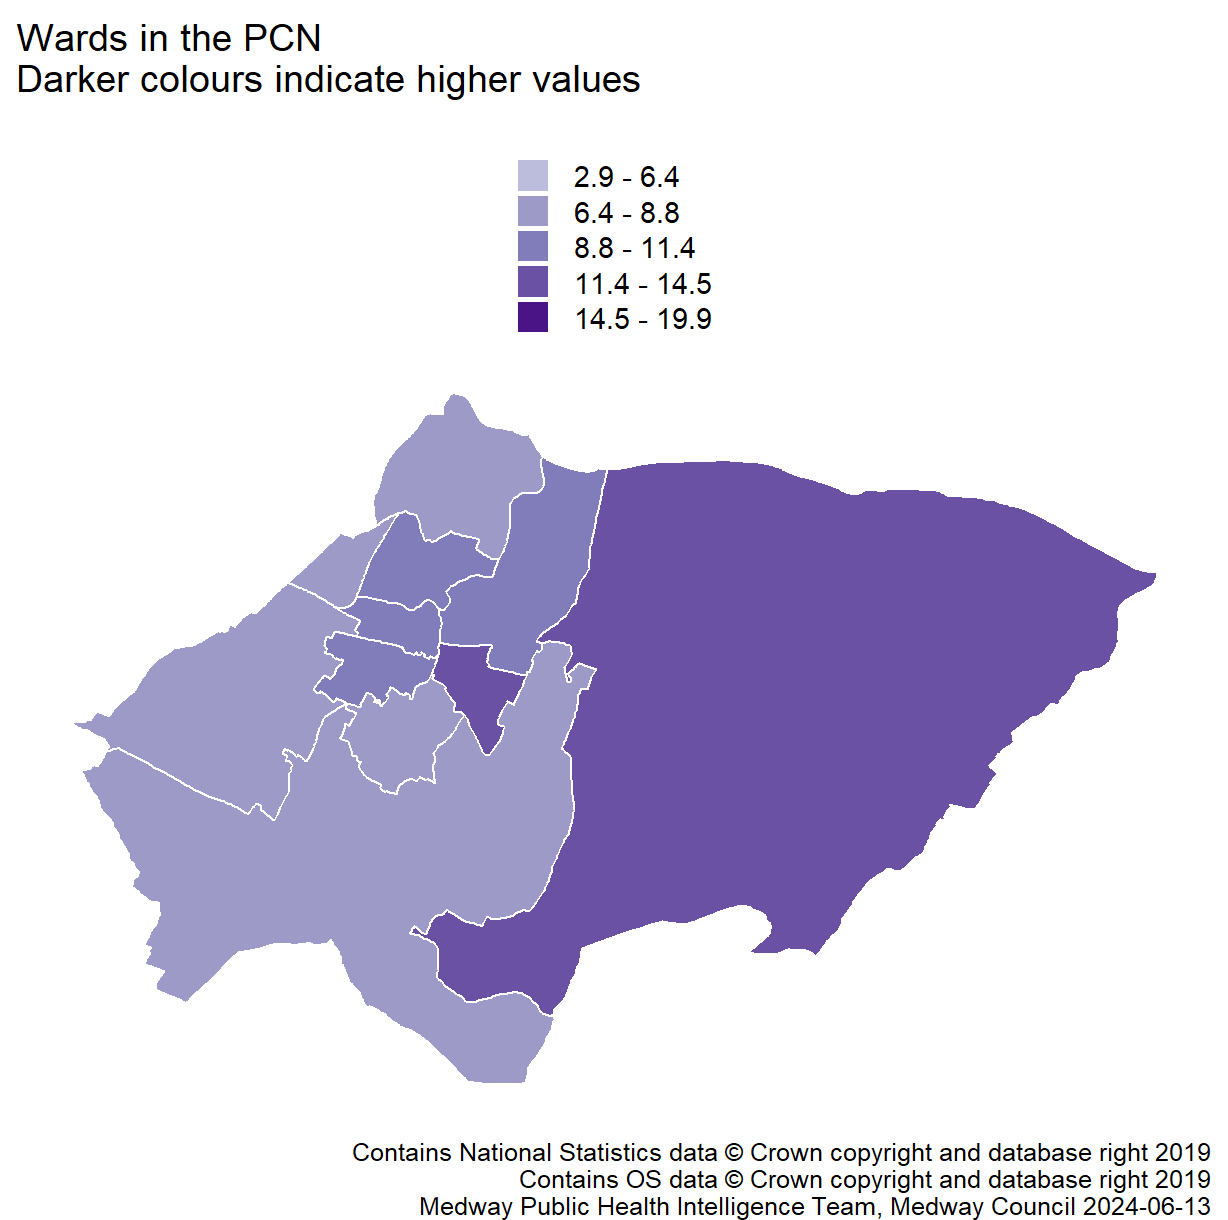 Wards in the PCN
Darker colours indicate higher values
2.9 - 6.4
6.4 - 8.8
8.8 - 11.4
11.4 - 14.5
14.5 - 19.9
Contains National Statistics data © Crown copyright and database right 2019
Contains OS data © Crown copyright and database right 2019
Medway Public Health Intelligence Team, Medway Council 2024-06-13